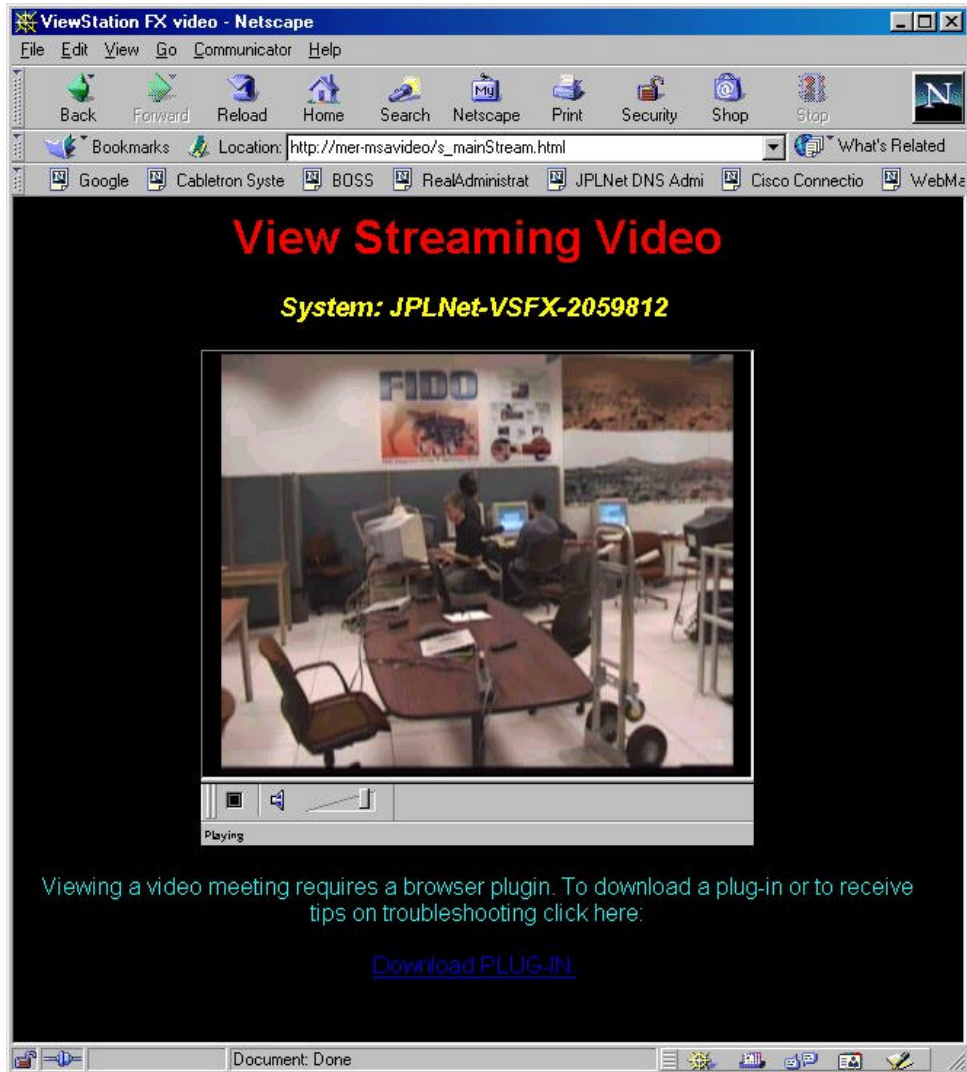 ViewStation FX video - Netscape
File Edit View Go Communicator Help
Back Forward Reload Home Search Netscape Print Security Shop Stop
My
N
Bookmarks Location: http://mer-msavideo/s_mainStream.html What's Related
Google Cabletron Syste BOSS RealAdministrat JPLNet DNS Admi Cisco Connectio WebMa
View Streaming Video
System: JPLNet-VSFX-2059812
FIDO
Playing
Viewing a video meeting requires a browser plugin. To download a plug-in or to receive
tips on troubleshooting click here:
Download PLUG-IN
Document: Done